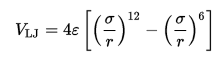 V_LJ = 4ε [ (σ/r)^12 − (σ/r)^6 ]